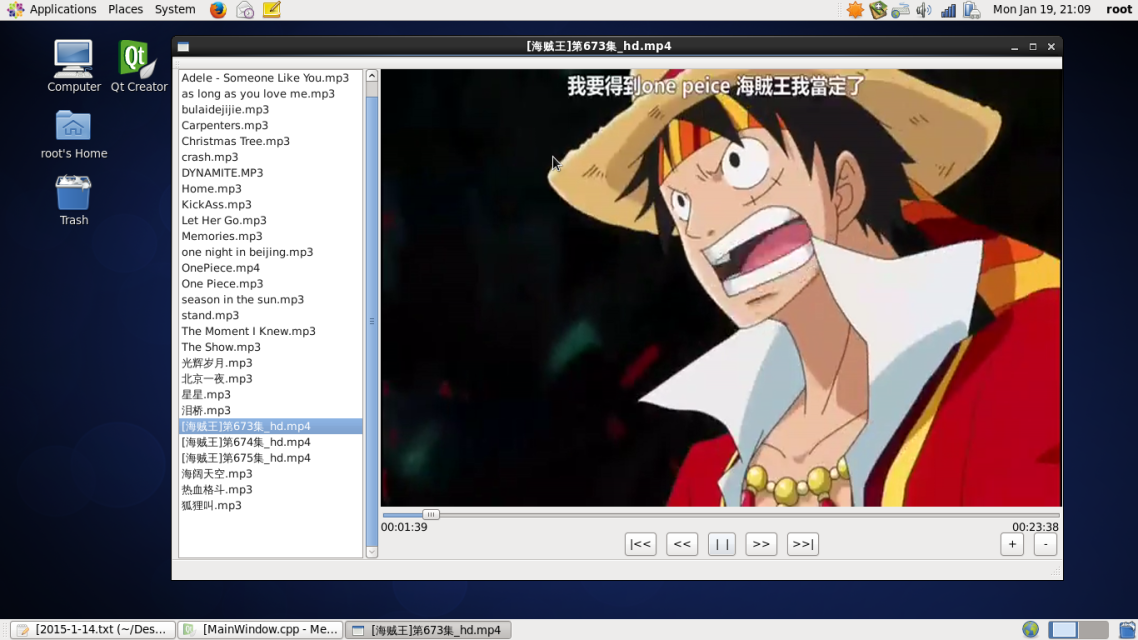 Applications Places System Mon Jan 19, 21:09 root
Computer
Qt Creator
root's Home
Trash
[海贼王]第673集_hd.mp4
Adele - Someone Like You.mp3
as long as you love me.mp3
bulaidejijie.mp3
Carpenters.mp3
Christmas Tree.mp3
crash.mp3
DYNAMITE.MP3
Home.mp3
KickAss.mp3
Let Her Go.mp3
Memories.mp3
one night in beijing.mp3
OnePiece.mp4
One Piece.mp3
season in the sun.mp3
stand.mp3
The Moment I Knew.mp3
The Show.mp3
光辉岁月.mp3
北京一夜.mp3
星星.mp3
泪桥.mp3
[海贼王]第673集_hd.mp4
[海贼王]第674集_hd.mp4
[海贼王]第675集_hd.mp4
海阔天空.mp3
热血格斗.mp3
狐狸叫.mp3
我要得到one peice 海賊王我當定了
00:01:39 00:23:38
|<< << | | >> >>| + -
[2015-1-14.txt (~/Des... [MainWindow.cpp - Me... [海贼王]第673集_hd.mp4